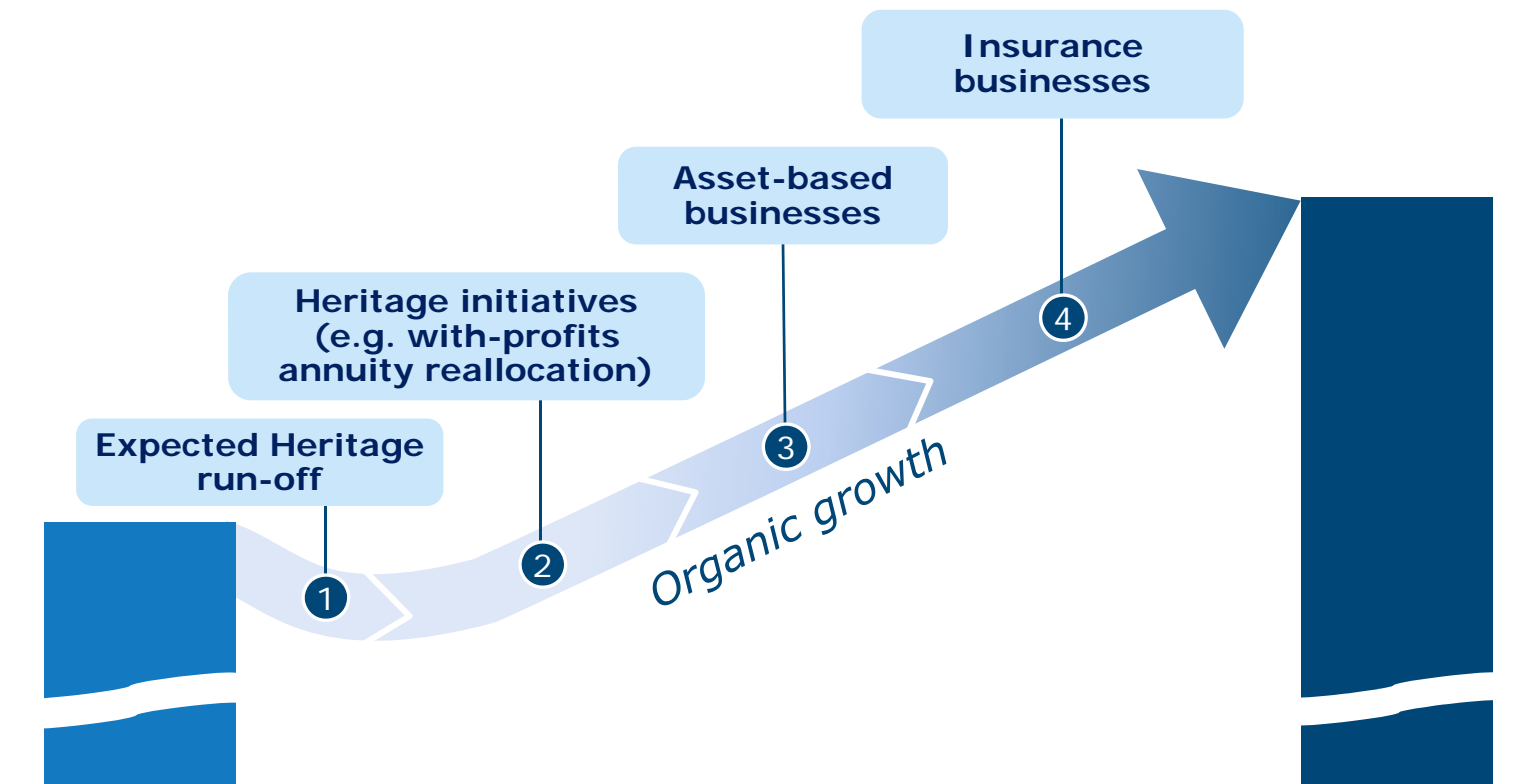 Insurance
businesses
Asset-based
businesses
Heritage initiatives
(e.g. with-profits
annuity reallocation)
Expected Heritage
run-off
1
2
3
4
Organic growth